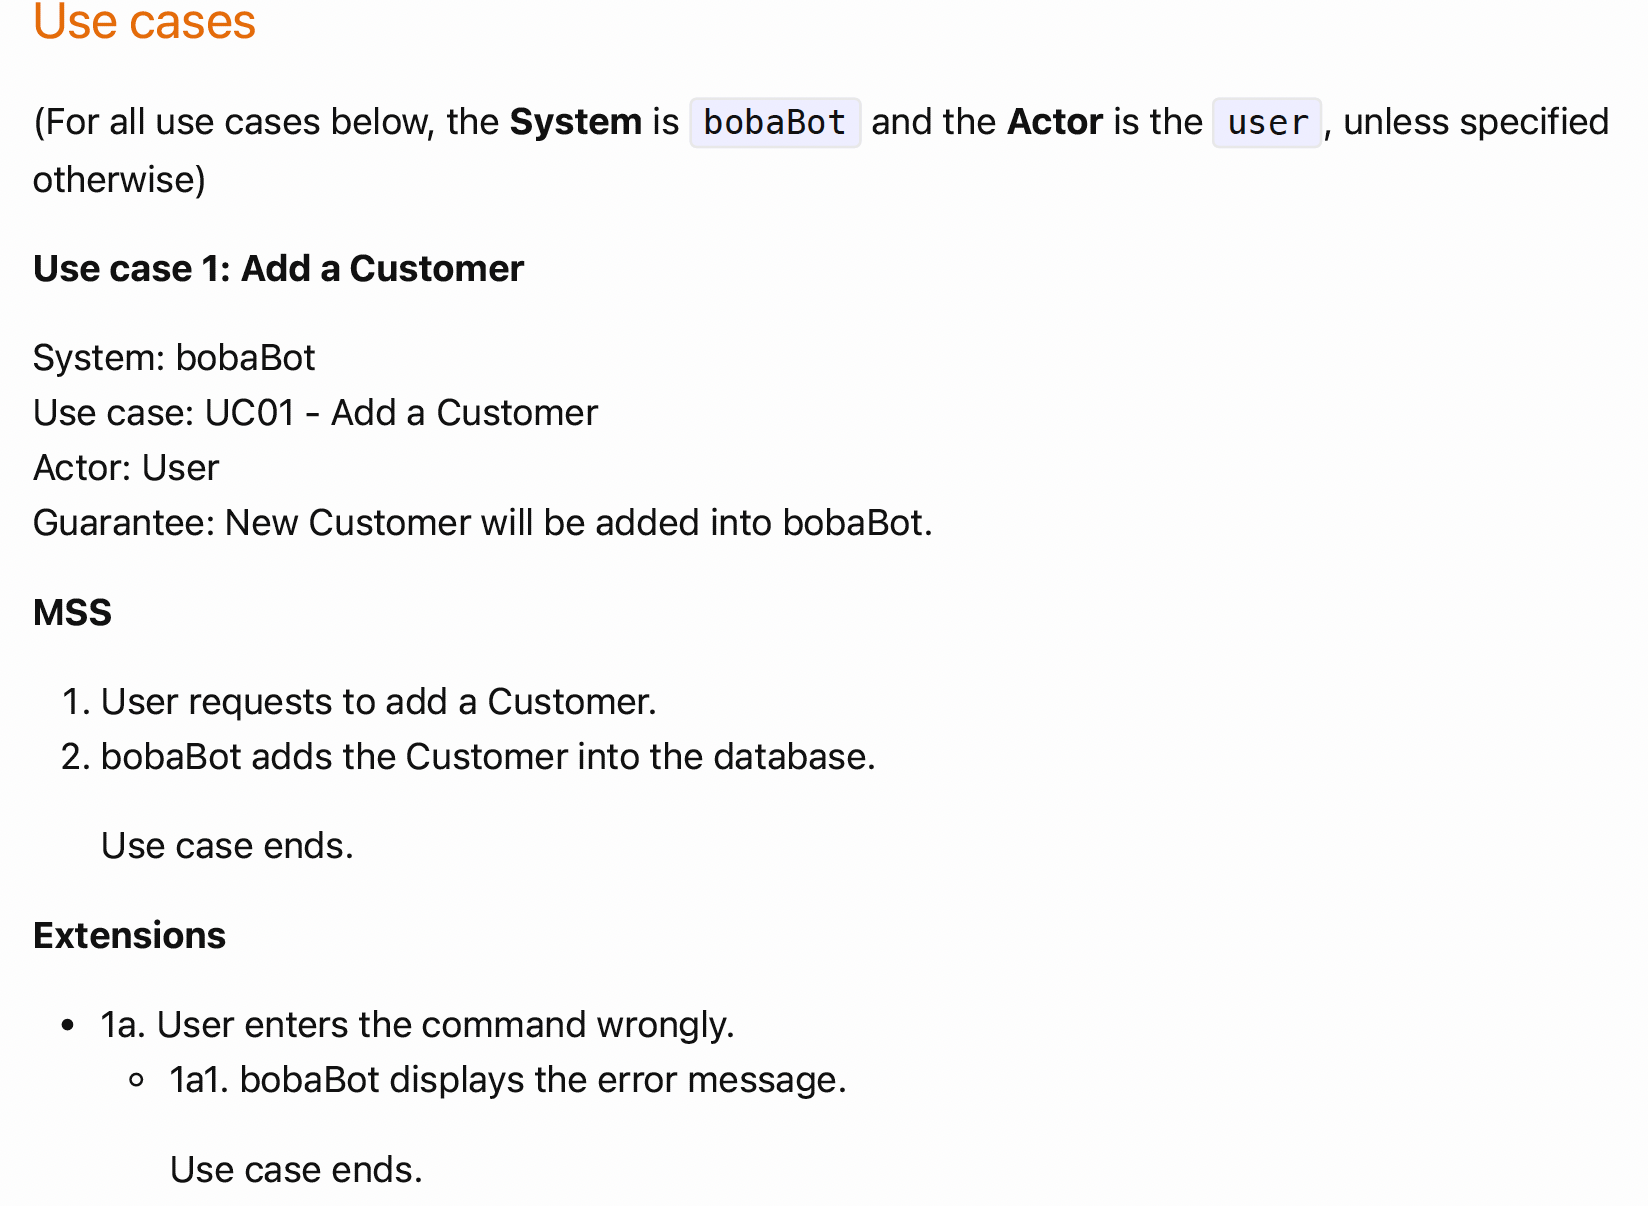 Use cases
(For all use cases below, the System is bobaBot and the Actor is the user, unless specified
otherwise)
Use case 1: Add a Customer
System: bobaBot
Use case: UC01 - Add a Customer
Actor: User
Guarantee: New Customer will be added into bobaBot.
MSS
1. User requests to add a Customer.
2. bobaBot adds the Customer into the database.
Use case ends.
Extensions
• 1a. User enters the command wrongly.
◦ 1a1. bobaBot displays the error message.
Use case ends.